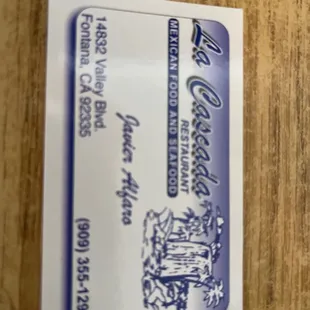 La Cascada
RESTAURANT
MEXICAN FOOD AND SEAFOOD
Javier Alfaro
14832 Valley Blvd.
Fontana, CA 92335
(909) 355-129